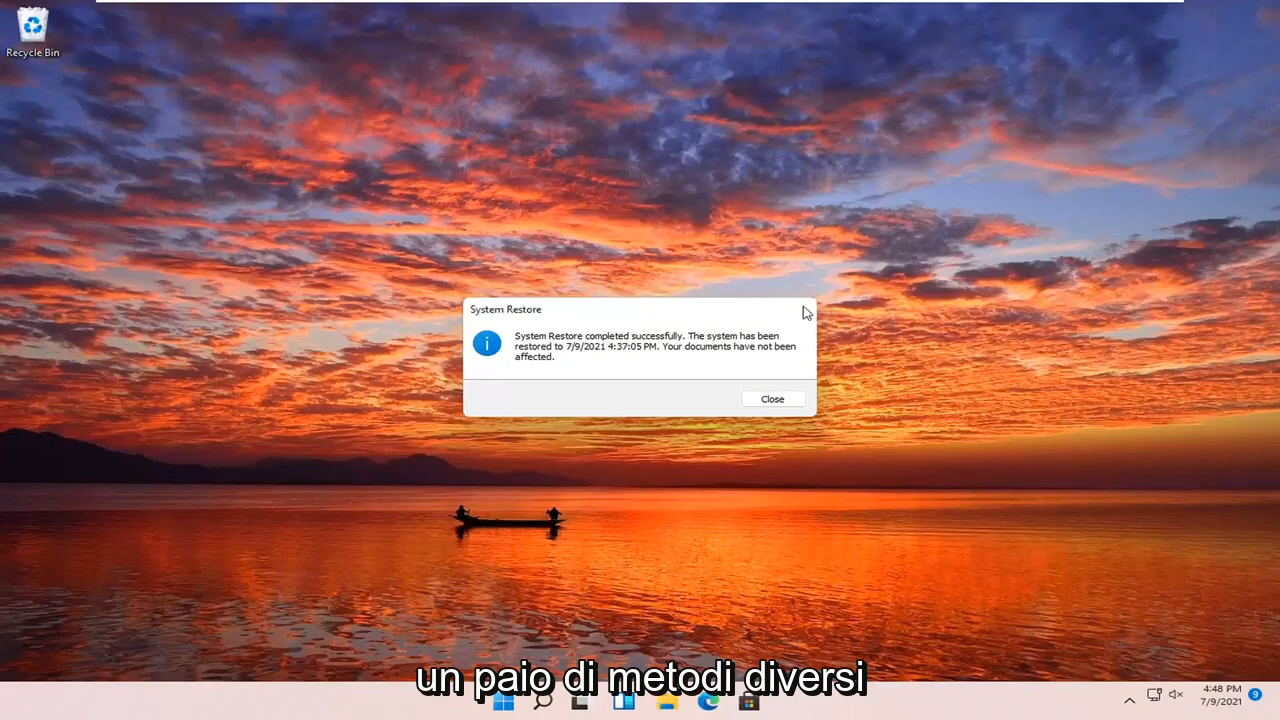 Recycle Bin
System Restore
System Restore completed successfully. The system has been
restored to 7/9/2021 4:37:05 PM. Your documents have not been
affected.
Close
un paio di metodi diversi
4:48 PM
7/9/2021
9